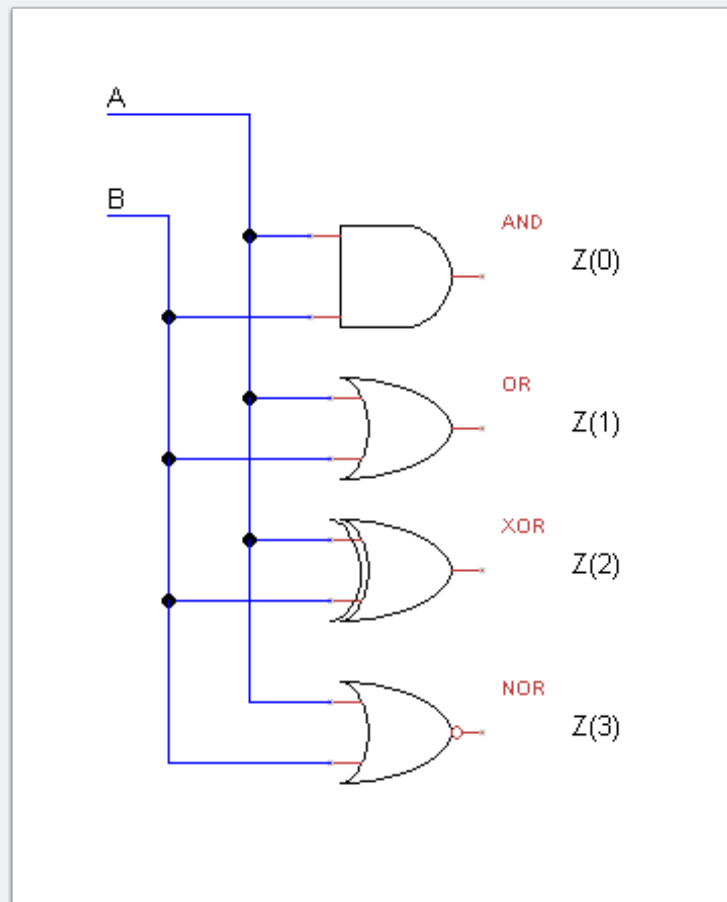 A
B
AND
Z(0)
OR
Z(1)
XOR
Z(2)
NOR
Z(3)